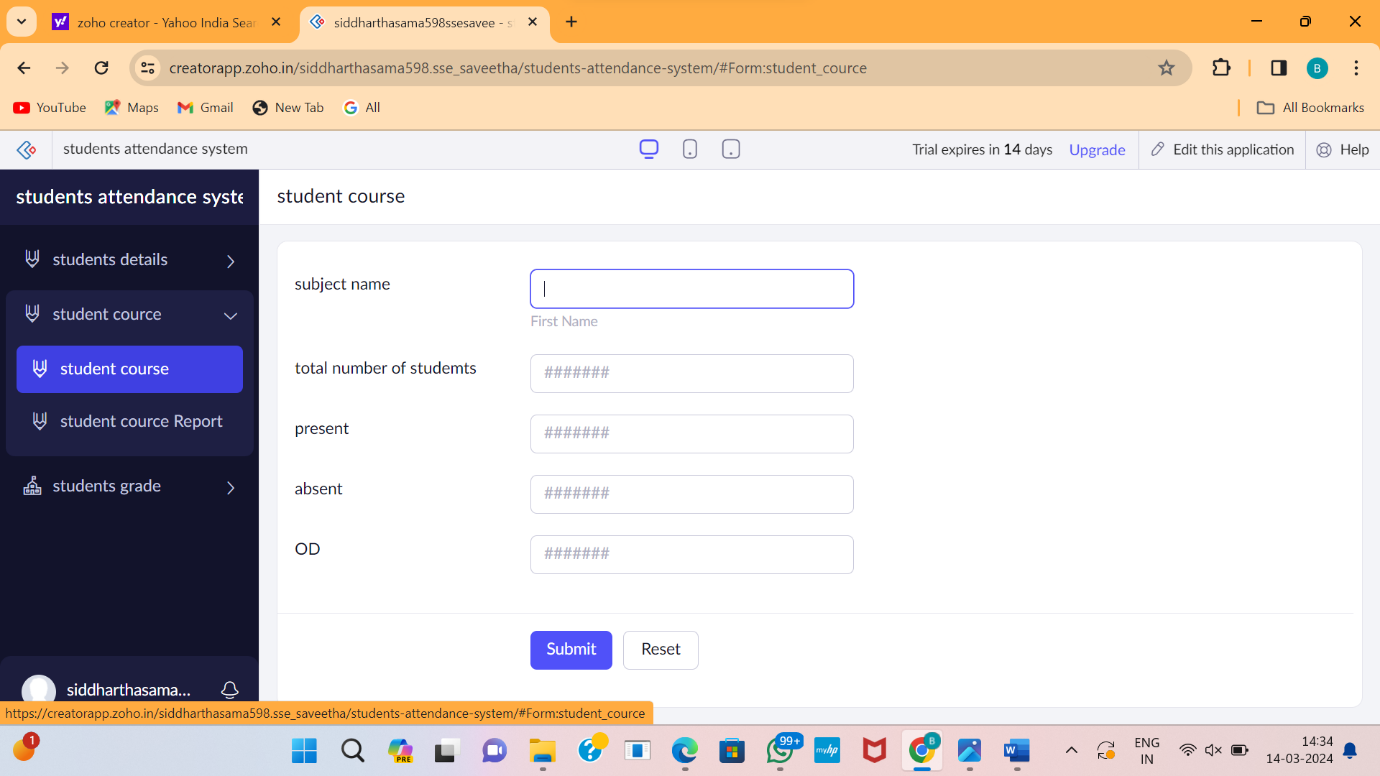 zoho creator - Yahoo India Sear
siddharthasama598ssesavee - s
creatorapp.zoho.in/siddharthasama598.sse_saveetha/students-attendance-system/#Form:student_cource
B
YouTube
Maps
Gmail
New Tab
All
All Bookmarks
students attendance system
Trial expires in 14 days
Upgrade
Edit this application
Help
students attendance syste
student course
students details
subject name
First Name
student cource
student course
total number of studemts
#######
student cource Report
present
#######
students grade
absent
#######
OD
#######
Submit
Reset
siddharthasama...
https://creatorapp.zoho.in/siddharthasama598.sse_saveetha/students-attendance-system/#Form:student_cource
1
PRE
99+
myhp
B
W
ENG
IN
14:34
14-03-2024